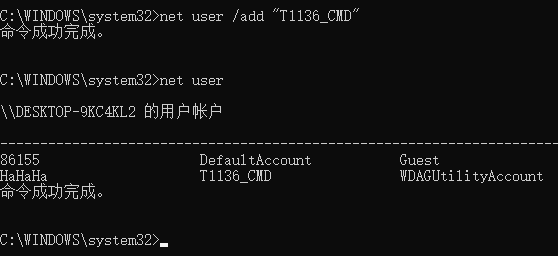 C:\WINDOWS\system32>net user /add "T1136_CMD"
命令成功完成。
C:\WINDOWS\system32>net user
\\DESKTOP-9KC4KL2 的用户帐户
-------------------------------------------------------------------------------
86155                    DefaultAccount           Guest
HaHaHa                   T1136_CMD                WDAGUtilityAccount
命令成功完成。
C:\WINDOWS\system32>